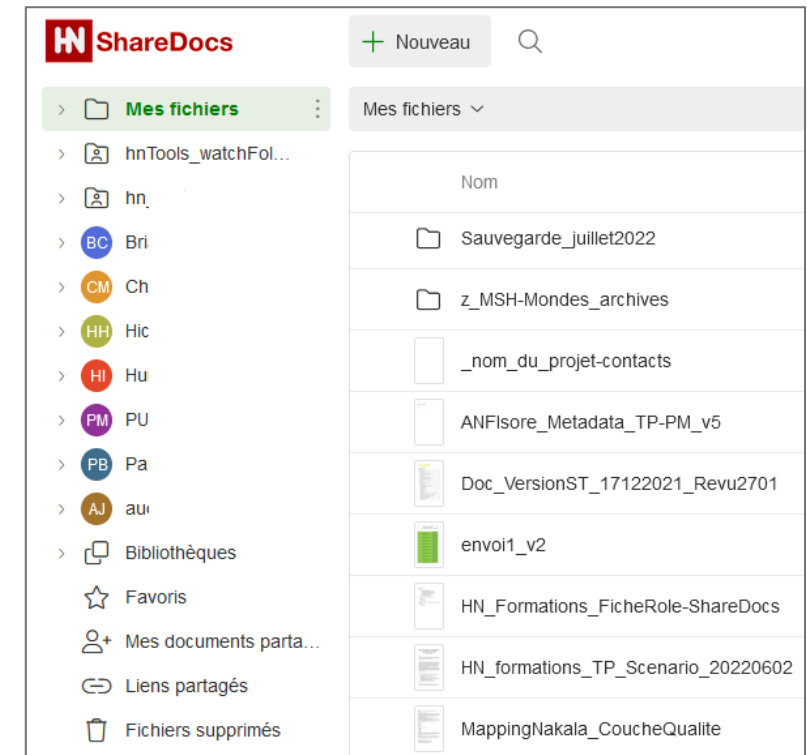 HN ShareDocs
Nouveau
Mes fichiers
hnTools_watchFol...
hn_
BC Bri
CM Ch
HH Hic
HI Hu
PM PU
PB Pa
AJ au
Bibliothèques
Favoris
Mes documents parta...
Liens partagés
Fichiers supprimés
Mes fichiers
Nom
Sauvegarde_juillet2022
z_MSH-Mondes_archives
_nom_du_projet-contacts
ANFIsore_Metadata_TP-PM_v5
Doc_VersionST_17122021_Revu2701
envoi1_v2
HN_Formations_FicheRole-ShareDocs
HN_formations_TP_Scenario_20220602
MappingNakala_CoucheQualite